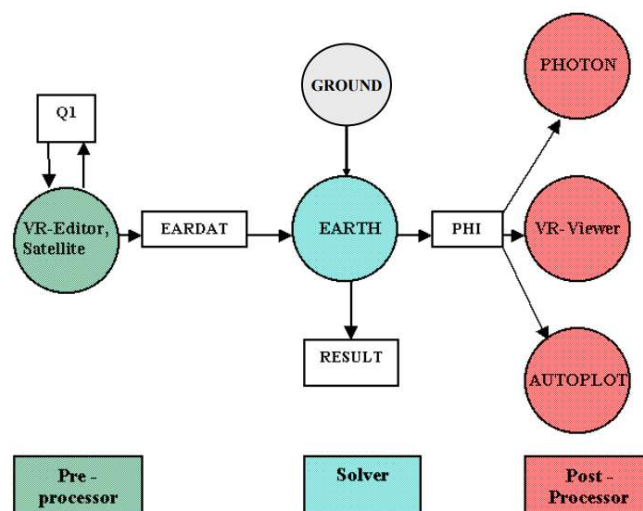 PHOTON
GROUND
Q1
VR-Editor,
Satellite
EARDAT
EARTH
PHI
VR-Viewer
RESULT
AUTOPLOT
Pre -
processor
Solver
Post -
Processor